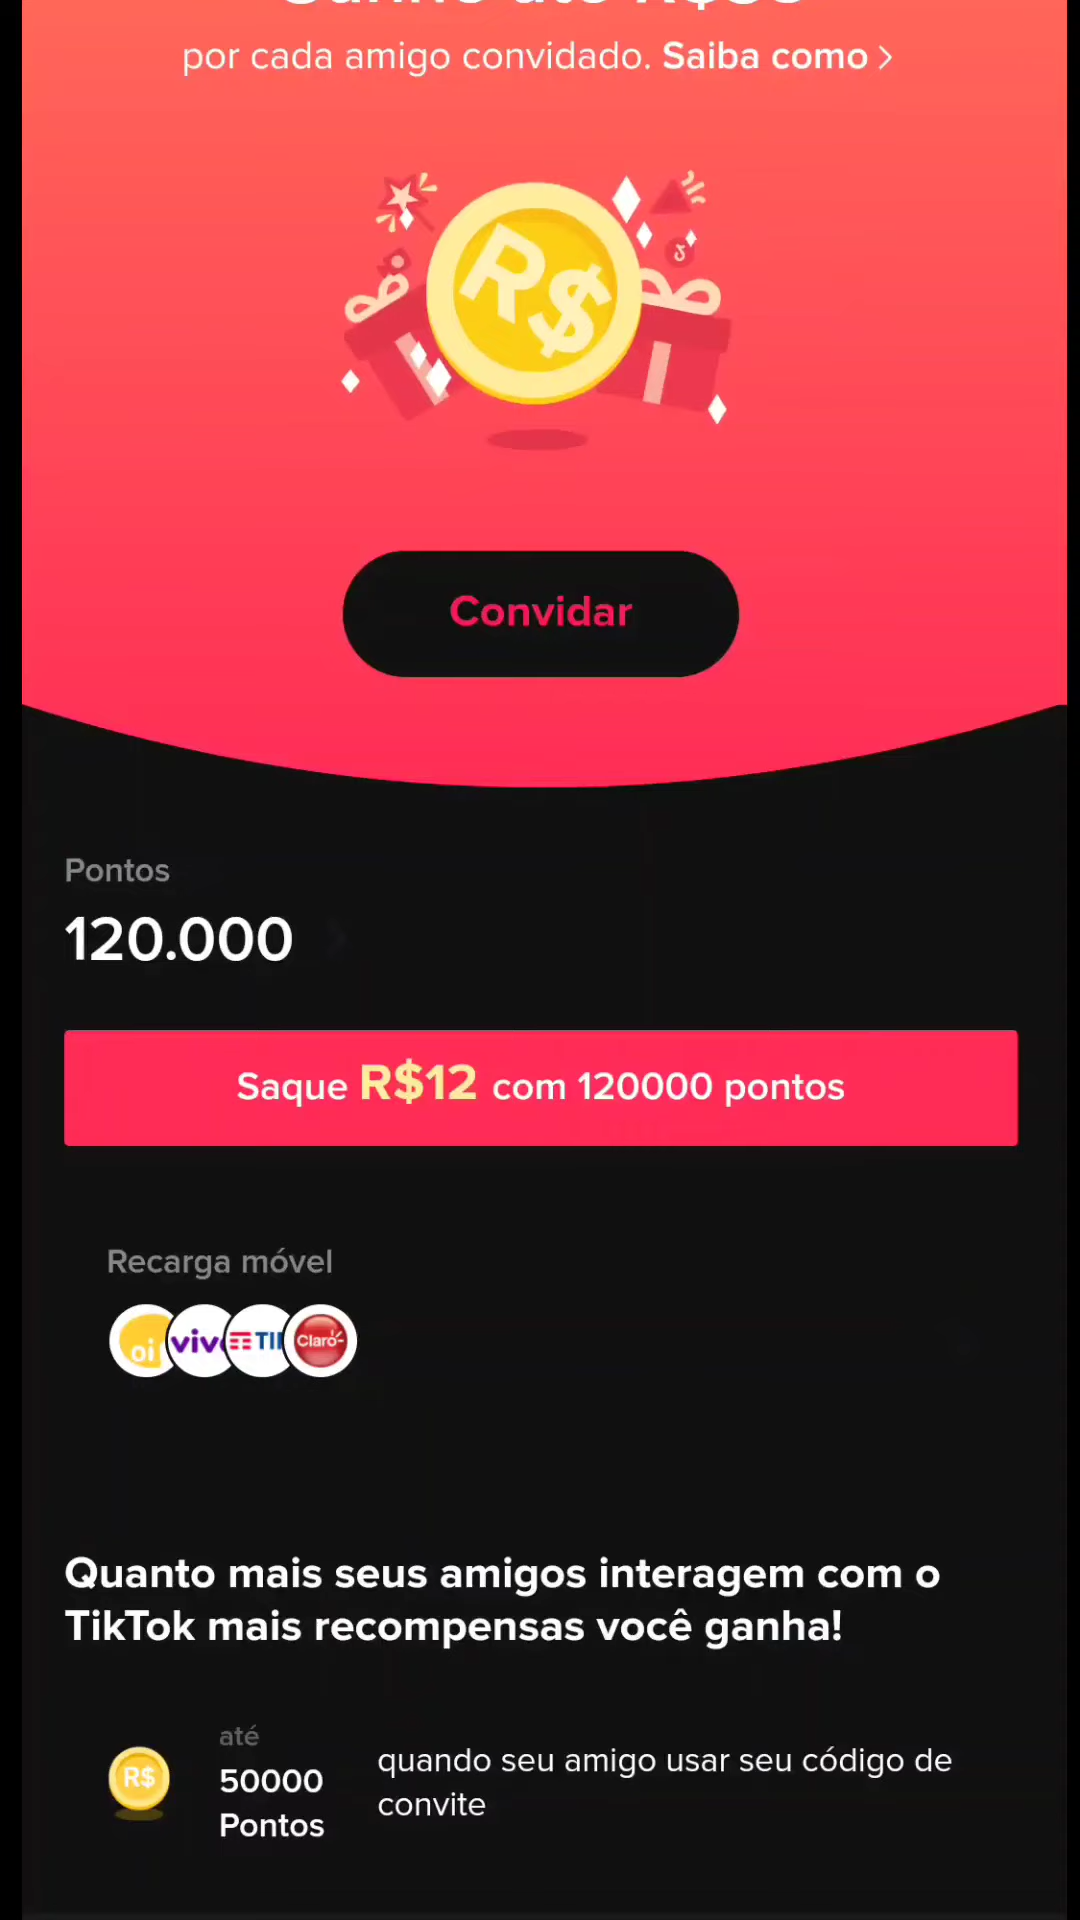 por cada amigo convidado. Saiba como >
R$
Convidar
Pontos
120.000
Saque R$12 com 120000 pontos
Recarga móvel
oi vivo TIM Claro
Quanto mais seus amigos interagem com o
TikTok mais recompensas você ganha!
R$
até
50000
Pontos
quando seu amigo usar seu código de
convite